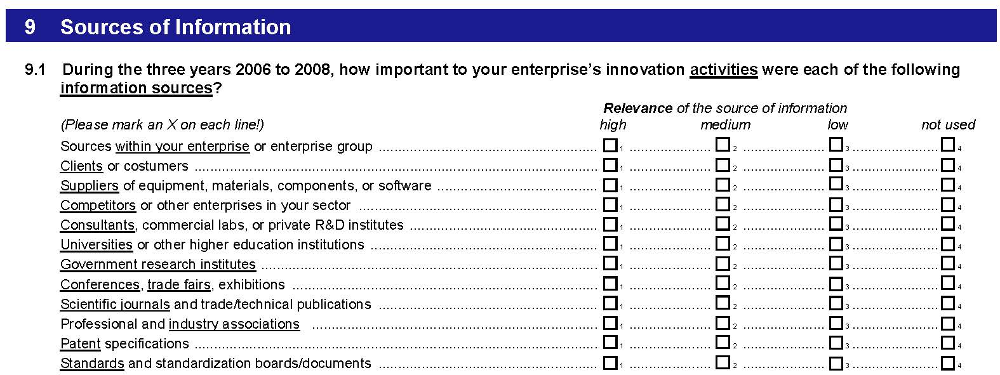 9 Sources of Information
9.1 During the three years 2006 to 2008, how important to your enterprise’s innovation activities were each of the following
information sources?
Relevance of the source of information
(Please mark an X on each line!) high medium low not used
Sources within your enterprise or enterprise group ........................................................ 1 ..................... 2 ..................... 3 ...................... 4
Clients or costumers ....................................................................................................... 1 ..................... 2 ..................... 3 ...................... 4
Suppliers of equipment, materials, components, or software ......................................... 1 ..................... 2 ..................... 3 ...................... 4
Competitors or other enterprises in your sector ............................................................. 1 ..................... 2 ..................... 3 ...................... 4
Consultants, commercial labs, or private R&D institutes ................................................ 1 ..................... 2 ..................... 3 ...................... 4
Universities or other higher education institutions .......................................................... 1 ..................... 2 ..................... 3 ...................... 4
Government research institutes ...................................................................................... 1 ..................... 2 ..................... 3 ...................... 4
Conferences, trade fairs, exhibitions .............................................................................. 1 ..................... 2 ..................... 3 ...................... 4
Scientific journals and trade/technical publications ........................................................ 1 ..................... 2 ..................... 3 ...................... 4
Professional and industry associations ......................................................................... 1 ..................... 2 ..................... 3 ...................... 4
Patent specifications ....................................................................................................... 1 ..................... 2 ..................... 3 ...................... 4
Standards and standardization boards/documents ........................................................ 1 ..................... 2 ..................... 3 ...................... 4